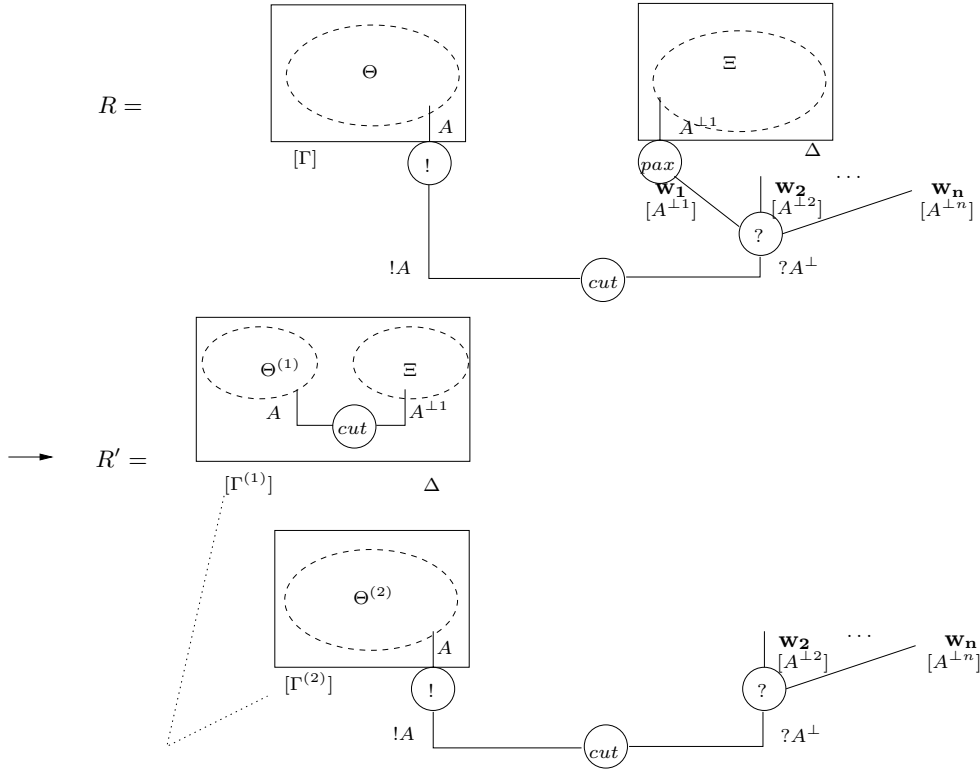 Θ
Ξ
R =
A
A⊥1
[Γ]
!
pax
Δ
w1
w2
· · ·
wn
[A⊥1]
[A⊥2]
[A⊥n]
?
!A
cut
?A⊥
Θ(1)
Ξ
A
cut
A⊥1
R′ =
[Γ(1)]
Δ
Θ(2)
A
w2
· · ·
wn
[A⊥2]
[A⊥n]
[Γ(2)]
!
?
!A
cut
?A⊥